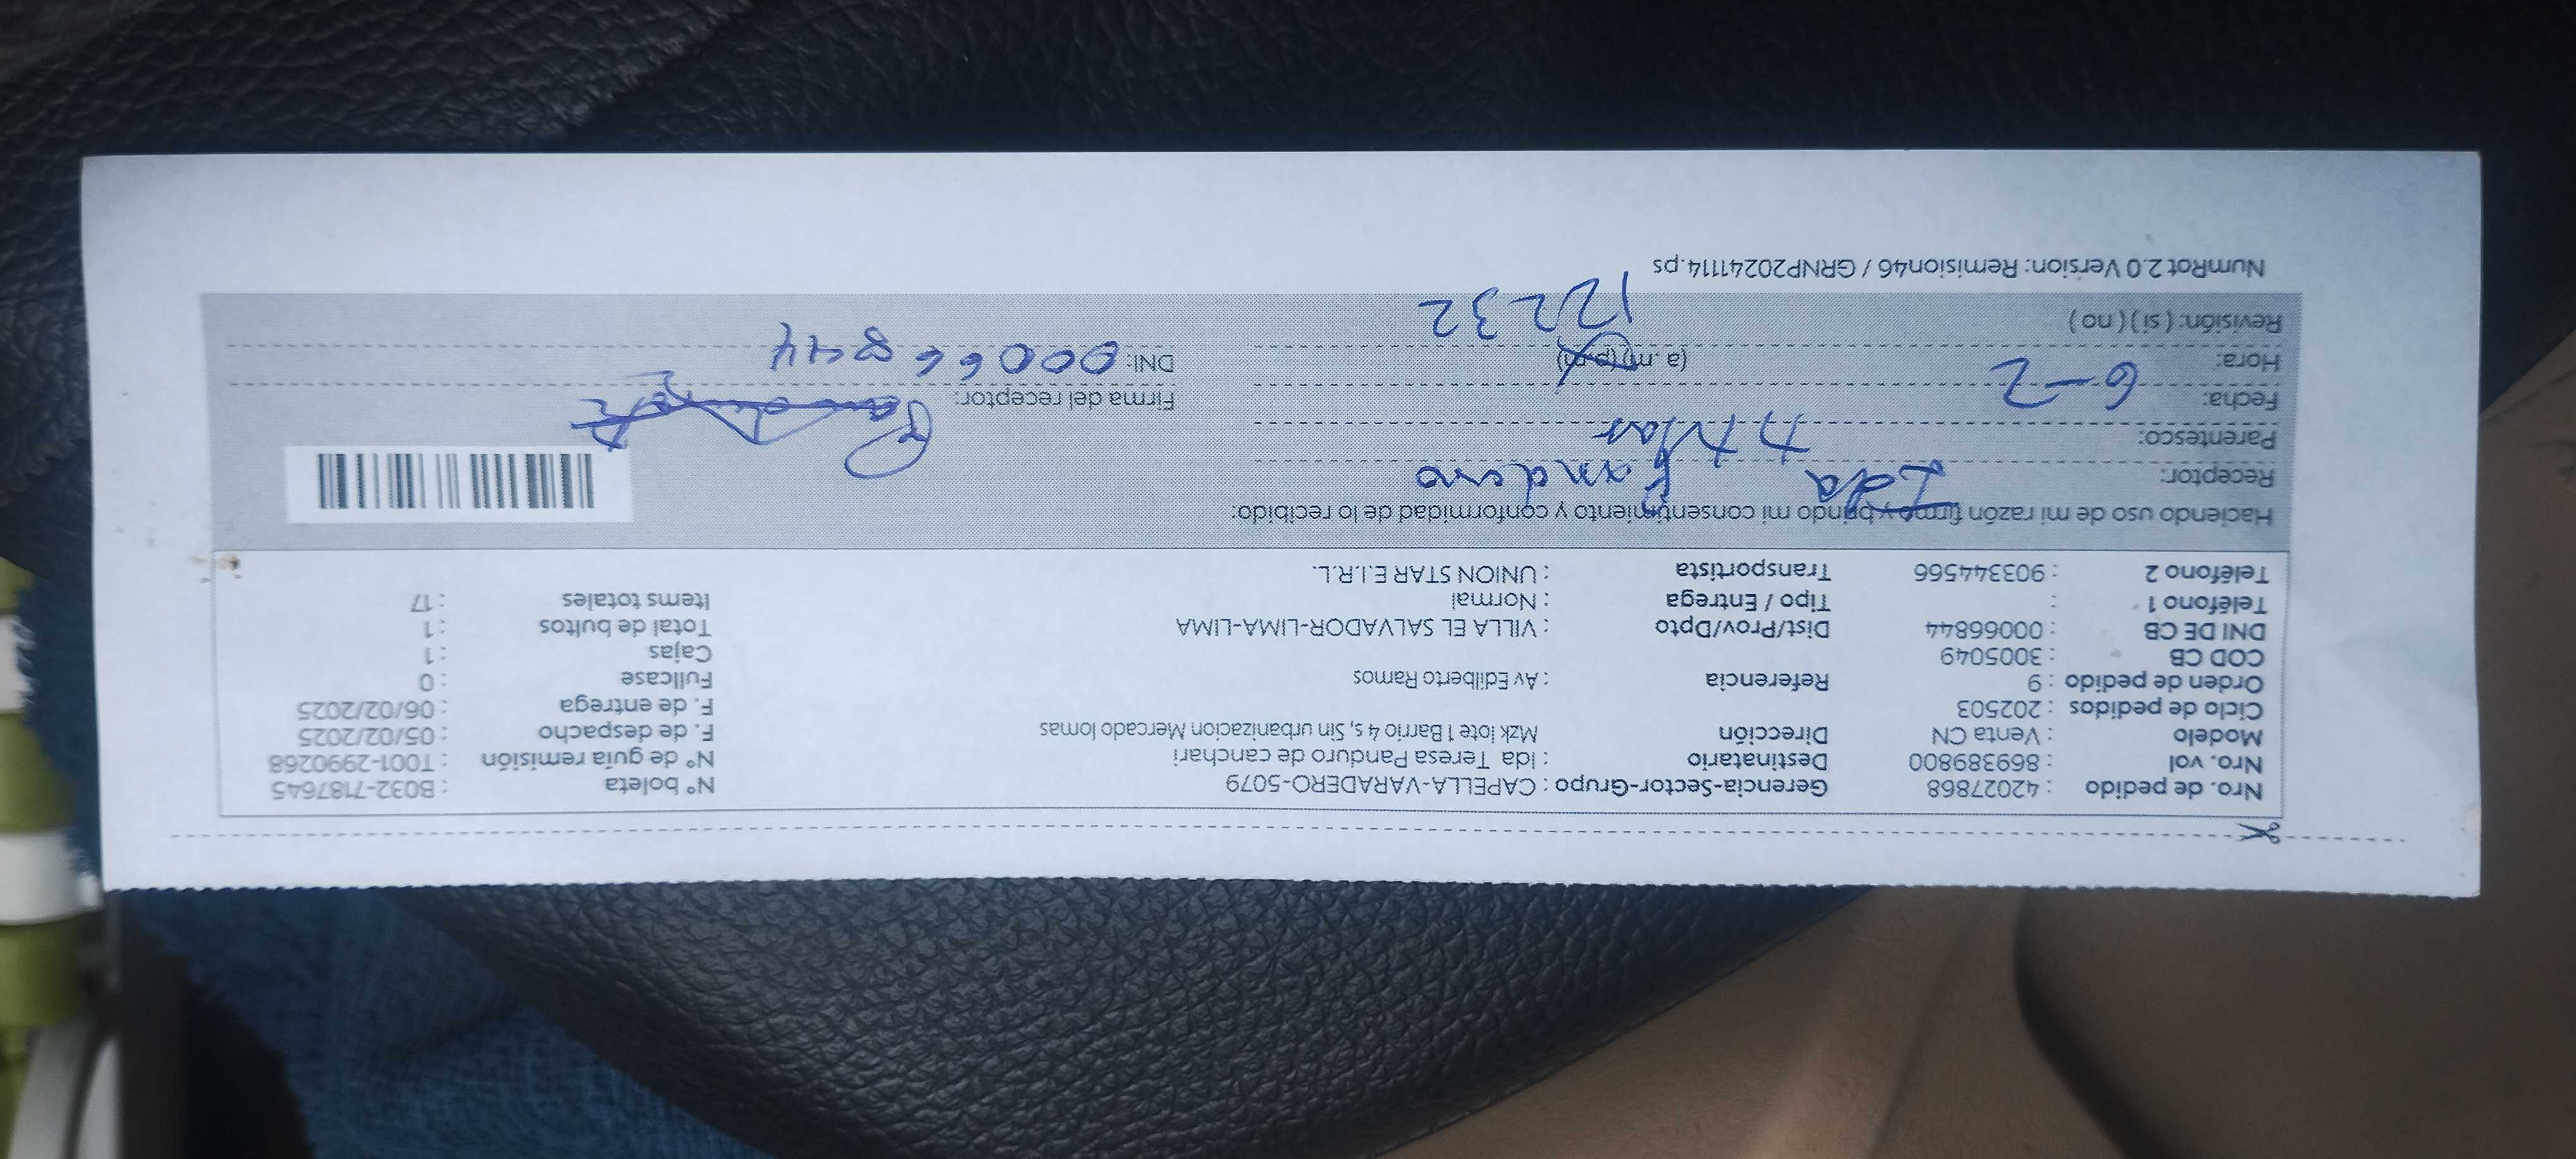 Nro. de pedido : 42027868 Gerencia-Sector-Grupo : CAPELLA-VARADERO-5079 N° boleta : B032-7187645
Nro. vol : 869389800 Destinatario : Ida Teresa Panduro de canchari N° de guía remisión : T001-2990268
Modelo : Venta CN Dirección Mzk lote 1 Barrio 4 s, Sin urbanizacion Mercado lomas F. de despacho : 05/02/2025
Ciclo de pedidos : 202503 F. de entrega : 06/02/2025
Orden de pedido : 9 Referencia : Av Edilberto Ramos Fullcase : 0
COD CB : 3005049 Cajas : 1
DNI DE CB : 00066844 Dist/Prov/Dpto : VILLA EL SALVADOR-LIMA-LIMA Total de bultos : 1
Teléfono 1 : Tipo / Entrega : Normal Items totales : 17
Teléfono 2 : 903344566 Transportista : UNION STAR E.I.R.L.
Haciendo uso de mi razón firmo y brindo mi consentimiento y conformidad de lo recibido:
Receptor: Ida Panduro
Parentesco:
Fecha: 6-2 Firma del receptor:
Hora: (a.m) (p.m) DNI: 00066844
12232
Revisión: ( si ) ( no )
NumRot 2.0 Version: Remision46 / GRNP20241114.ps